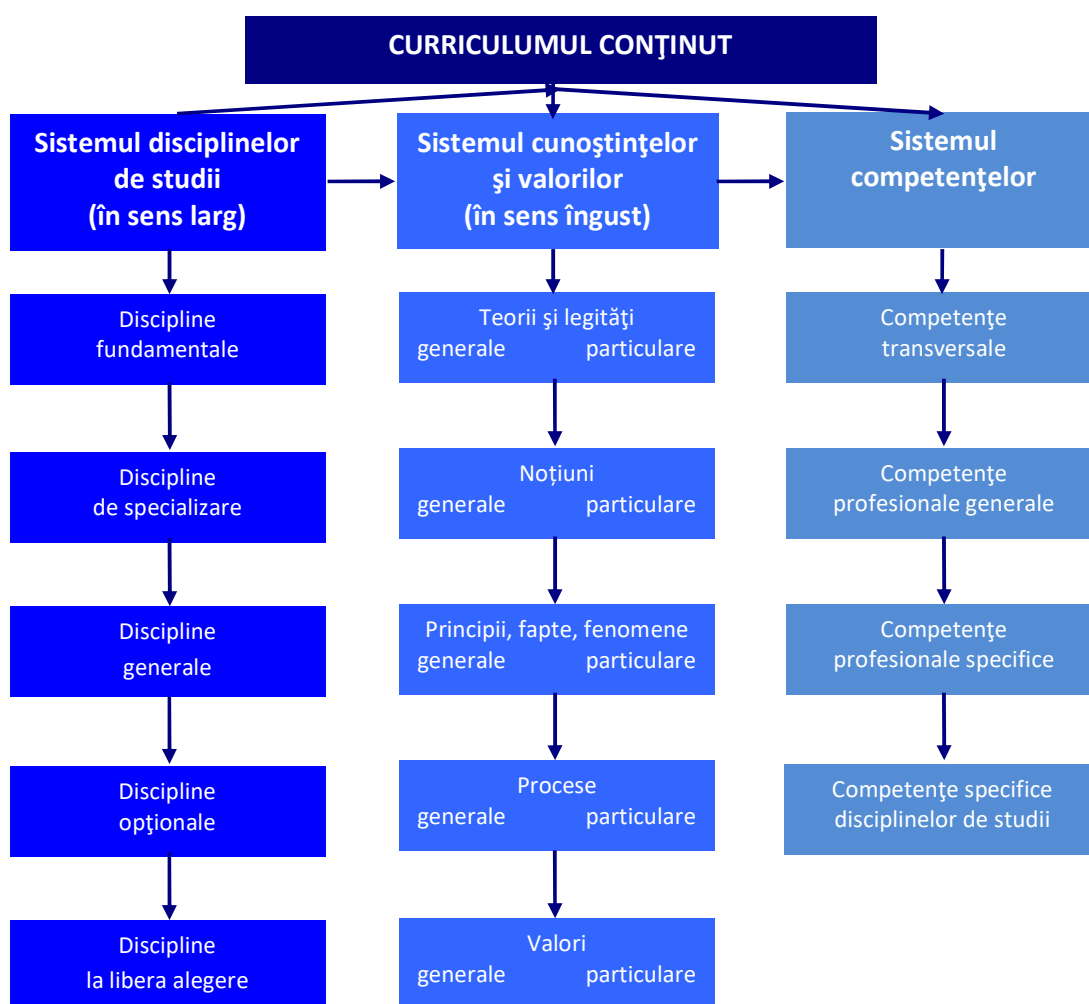 CURRICULUMUL CONŢINUT
Sistemul disciplinelor
de studii
(în sens larg)
Discipline
fundamentale
Discipline
de specializare
Discipline
generale
Discipline
opţionale
Discipline
la libera alegere
Sistemul cunoştinţelor
şi valorilor
(în sens îngust)
Teorii şi legităţi
generale particulare
Noțiuni
generale particulare
Principii, fapte, fenomene
generale particulare
Procese
generale particulare
Valori
generale particulare
Sistemul
competenţelor
Competenţe
transversale
Competenţe
profesionale generale
Competenţe
profesionale specifice
Competenţe specifice
disciplinelor de studii